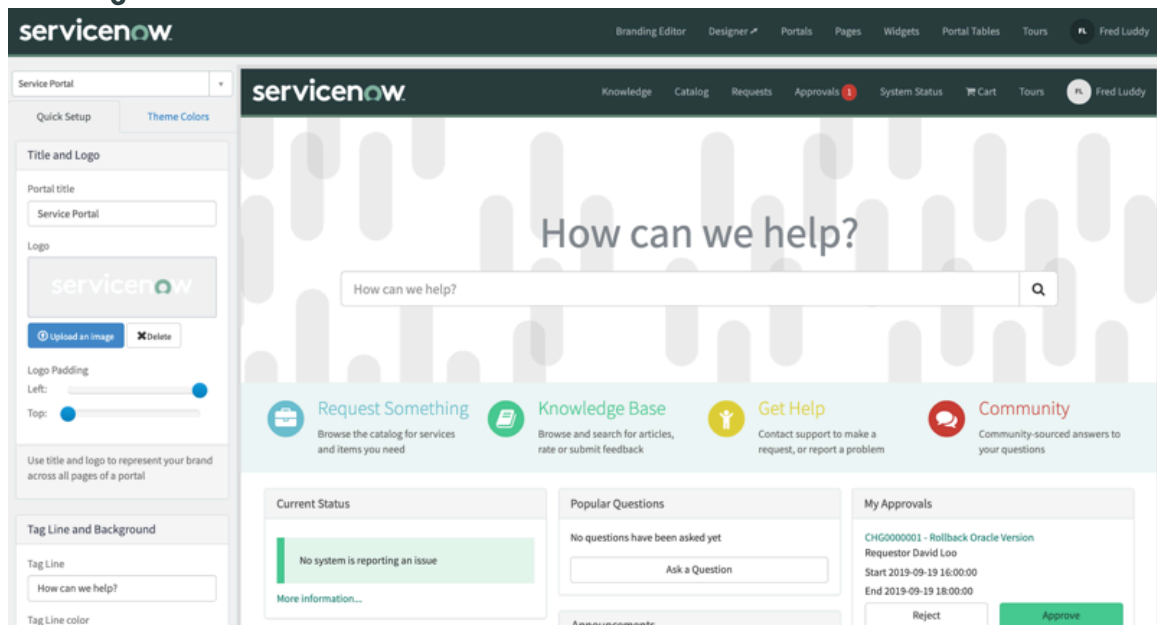 servicenow
Branding Editor Designer Portals Pages Widgets Portal Tables Tours FL Fred Luddy
Service Portal
Quick Setup Theme Colors
Title and Logo
Portal title
Service Portal
Logo
servicenow
Upload an image Delete
Logo Padding
Left:
Top:
Use title and logo to represent your brand
across all pages of a portal
Tag Line and Background
Tag Line
How can we help?
Tag Line color
servicenow
Knowledge Catalog Requests Approvals 1 System Status Cart Tours FL Fred Luddy
How can we help?
How can we help?
Request Something
Browse the catalog for services
and items you need
Knowledge Base
Browse and search for articles,
rate or submit feedback
Get Help
Contact support to make a
request, or report a problem
Community
Community-sourced answers to
your questions
Current Status
No system is reporting an issue
More information...
Popular Questions
No questions have been asked yet
Ask a Question
Announcements
My Approvals
CHG0000001 - Rollback Oracle Version
Requestor David Loo
Start 2019-09-19 16:00:00
End 2019-09-19 18:00:00
Reject Approve